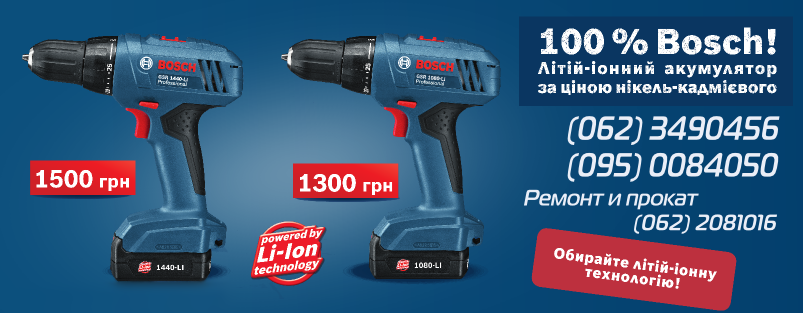 100 % Bosch!
Літій-іонний акумулятор
за ціною нікель-кадмієвого
(062) 3490456
(095) 0084050
Ремонт и прокат
(062) 2081016
Обирайте літій-іонну
технологію!
BOSCH
GSR 1440-LI
Professional
25
1500 грн
1440-LI
BOSCH
GSR 1080-LI
Professional
25
1300 грн
1080-LI
powered by
Li-Ion
technology